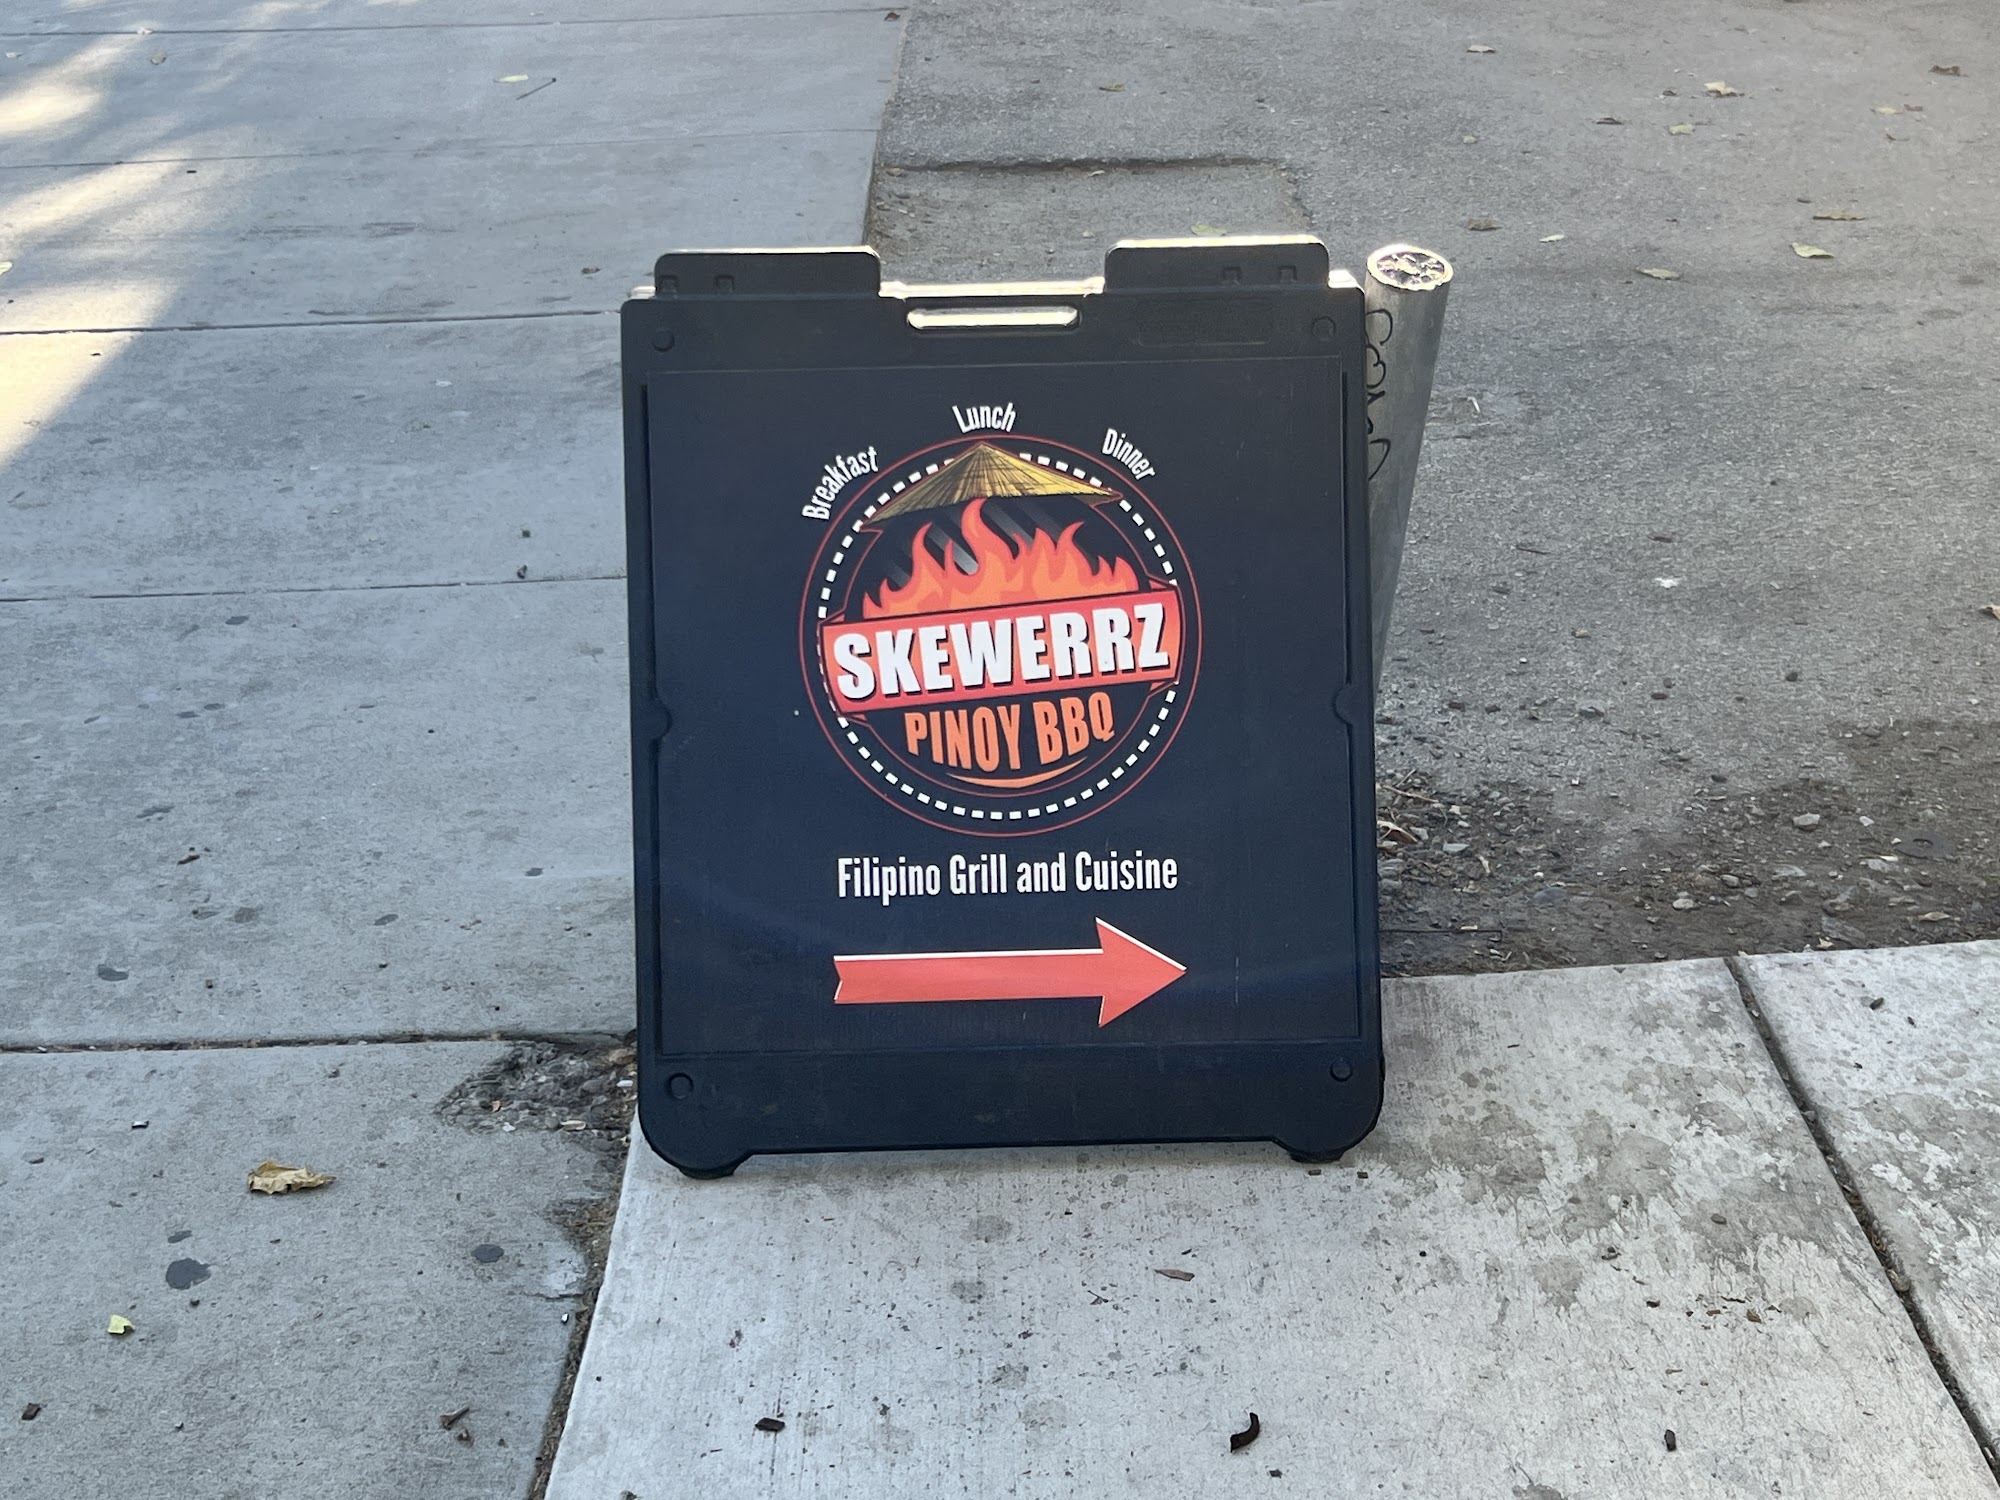 Breakfast
Lunch
Dinner
SKEWERRZ
PINOY BBQ
Filipino Grill and Cuisine